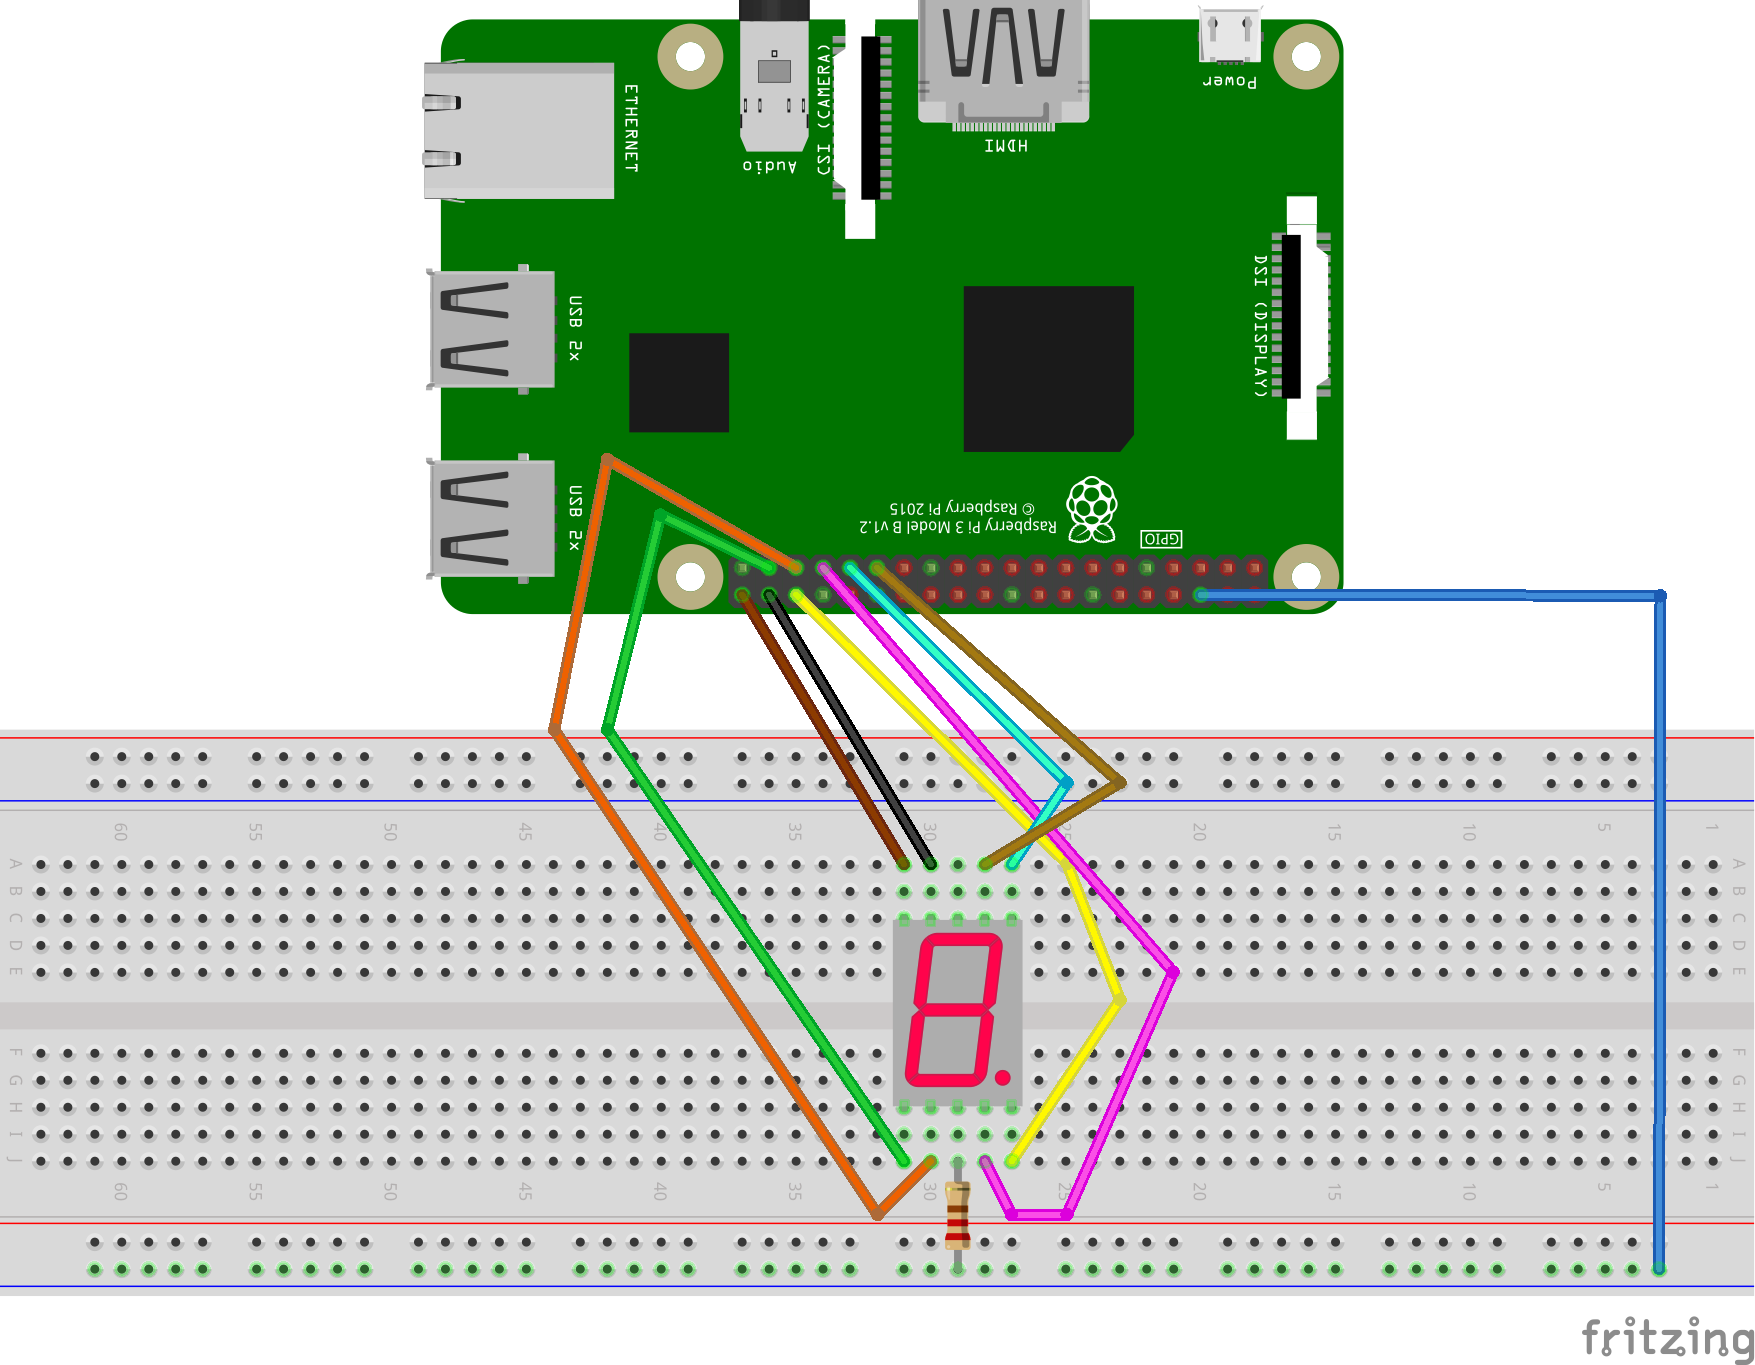 ETHERNET
Audio
CSI (CAMERA)
HDMI
Power
USB 2x
DSI (DISPLAY)
USB 2x
© Raspberry Pi 2015
Raspberry Pi 3 Model B v1.2
GPIO
60 55 50 45 40 35 30 25 20 15 10 5 1
A A
B B
C C
D D
E E
F F
G G
H H
I I
J J
60 55 50 45 40 35 30 25 20 15 10 5 1
fritzing